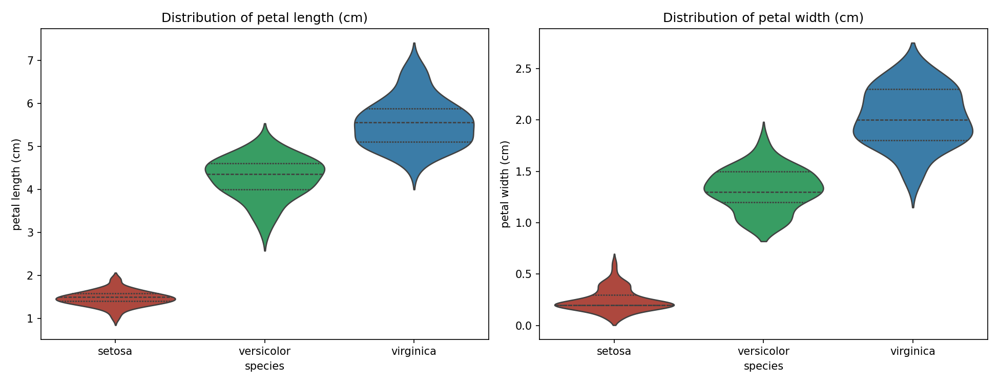 Distribution of petal length (cm)
petal length (cm)
7
6
5
4
3
2
1
setosa
versicolor
virginica
species
Distribution of petal width (cm)
petal width (cm)
2.5
2.0
1.5
1.0
0.5
0.0
setosa
versicolor
virginica
species